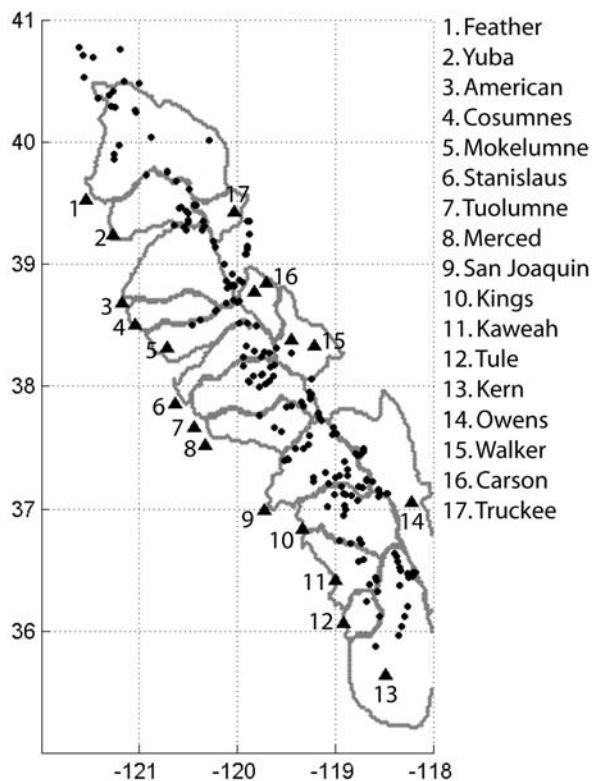 41
40
39
38
37
36
-121
-120
-119
-118
1
2
3
4
5
6
7
8
9
10
11
12
13
14
15
16
17
1. Feather
2. Yuba
3. American
4. Cosumnes
5. Mokelumne
6. Stanislaus
7. Tuolumne
8. Merced
9. San Joaquin
10. Kings
11. Kaweah
12. Tule
13. Kern
14. Owens
15. Walker
16. Carson
17. Truckee